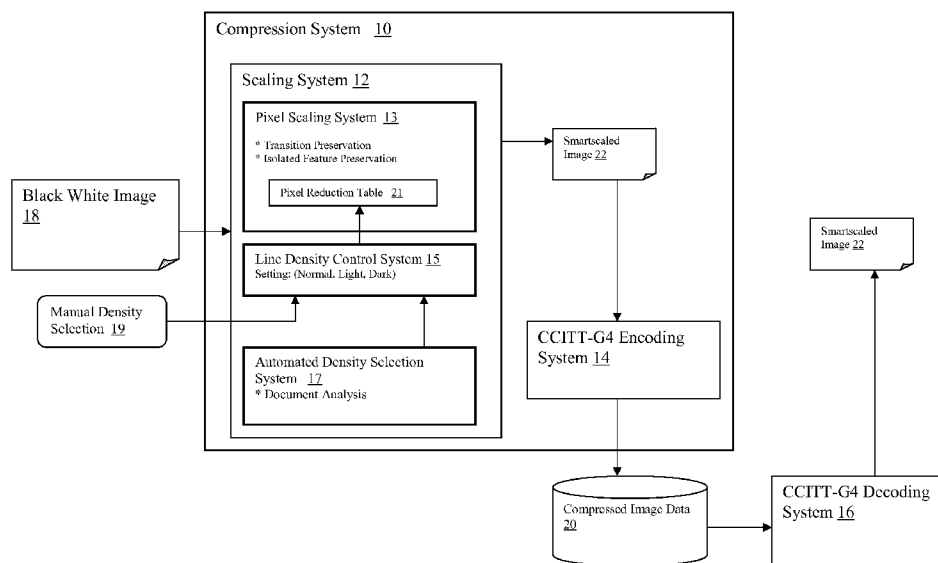 Compression System 10
Scaling System 12
Pixel Scaling System 13
* Transition Preservation
* Isolated Feature Preservation
Pixel Reduction Table 21
Line Density Control System 15
Setting: (Normal. Light, Dark)
Automated Density Selection
System 17
* Document Analysis
Black White Image
18
Manual Density
Selection 19
Smartscaled
Image 22
CCITT-G4 Encoding
System 14
Compressed Image Data
20
CCITT-G4 Decoding
System 16
Smartscaled
Image 22